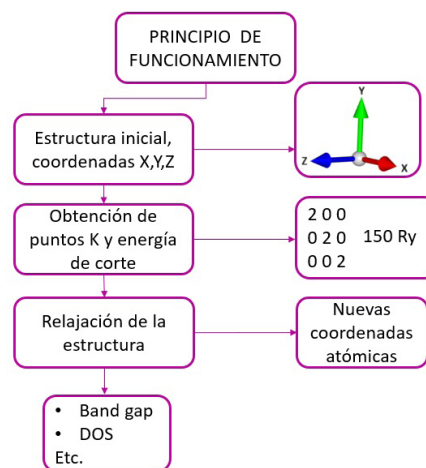 PRINCIPIO DE
FUNCIONAMIENTO
Estructura inicial,
coordenadas X,Y,Z
Y
Z
X
Obtención de
puntos K y energía
de corte
2 0 0
0 2 0 150 Ry
0 0 2
Relajación de la
estructura
Nuevas
coordenadas
atómicas
• Band gap
• DOS
Etc.